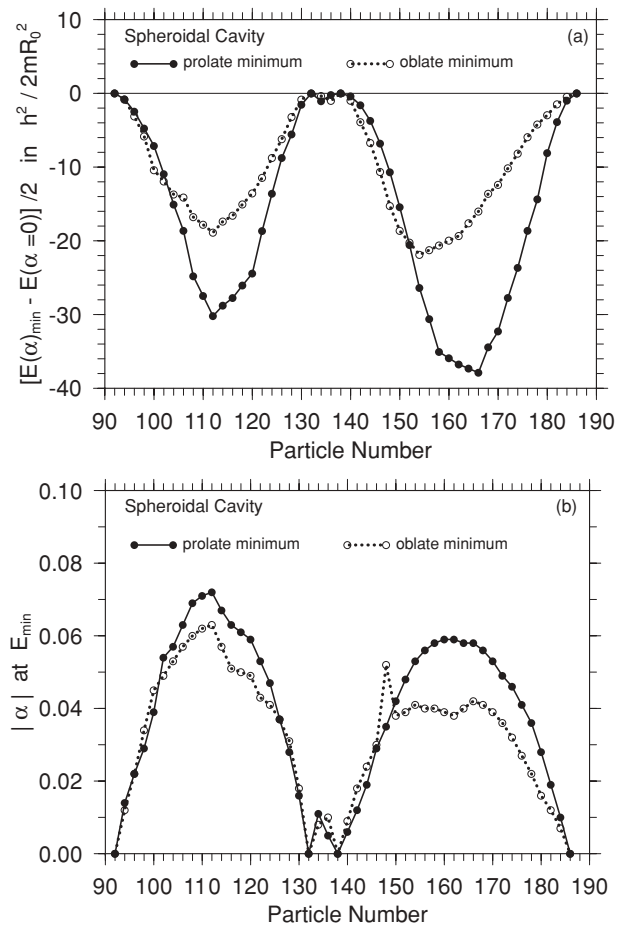 10
0
-10
-20
-30
-40
[E(α)min - E(α =0)] /2 in h² / 2mR₀²
Spheroidal Cavity (a)
prolate minimum oblate minimum
90 100 110 120 130 140 150 160 170 180 190
Particle Number
0.10
0.08
0.06
0.04
0.02
0.00
| α | at Emin
Spheroidal Cavity (b)
prolate minimum oblate minimum
90 100 110 120 130 140 150 160 170 180 190
Particle Number